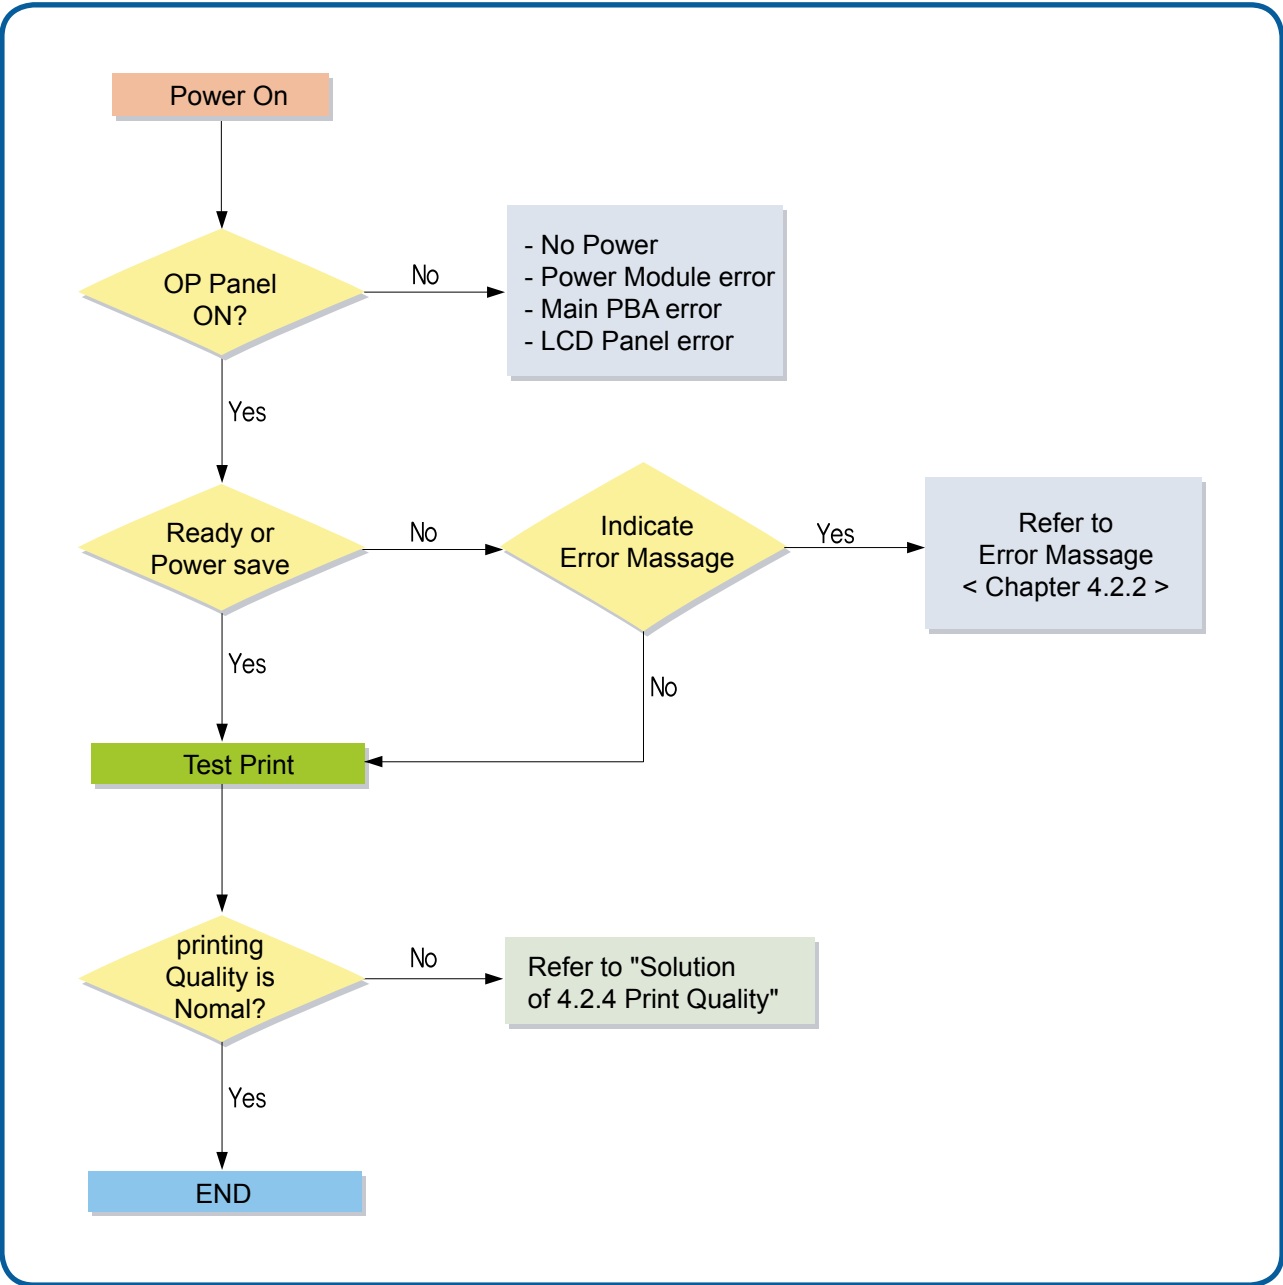 Power On
OP Panel
ON?
No
- No Power
- Power Module error
- Main PBA error
- LCD Panel error
Yes
Ready or
Power save
No
Indicate
Error Massage
Yes
Refer to
Error Massage
< Chapter 4.2.2 >
Yes
No
Test Print
printing
Quality is
Nomal?
No
Refer to "Solution
of 4.2.4 Print Quality"
Yes
END